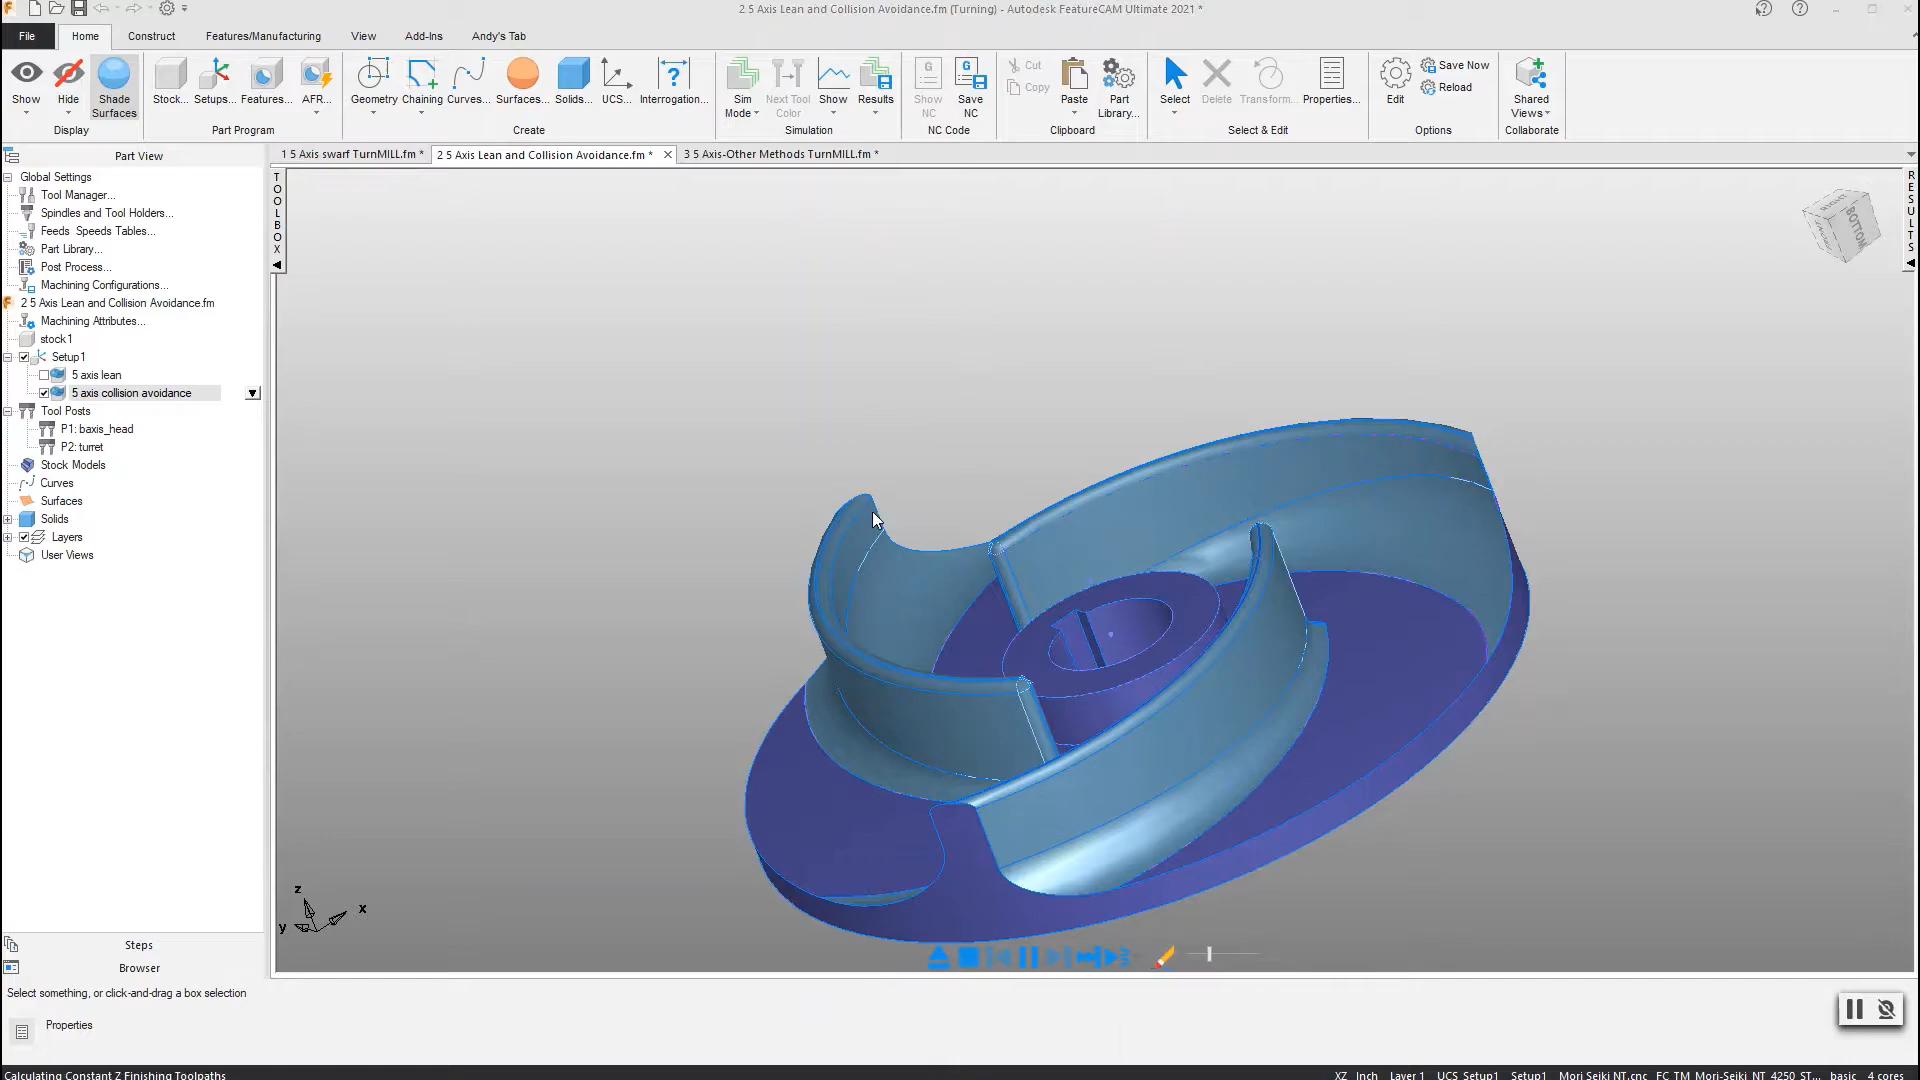 2 5 Axis Lean and Collision Avoidance.fm (Turning) - Autodesk FeatureCAM Ultimate 2021 *
File Home Construct Features/Manufacturing View Add-Ins Andy's Tab
Show Hide Shade Surfaces
Display
Stock... Setups... Features... AFR...
Part Program
Geometry Chaining Curves... Surfaces... Solids... UCS... Interrogation...
Create
Sim Mode Next Tool Color Show Results
Simulation
Show NC Save NC
NC Code
Cut
Copy
Paste Part Library...
Clipboard
Select Delete Transform... Properties...
Select & Edit
Edit
Save Now
Reload
Options
Shared Views
Collaborate
Part View
1 5 Axis swarf TurnMILL.fm * 2 5 Axis Lean and Collision Avoidance.fm * 3 5 Axis-Other Methods TurnMILL.fm *
Global Settings
Tool Manager...
Spindles and Tool Holders...
Feeds Speeds Tables...
Part Library...
Post Process...
Machining Configurations...
2 5 Axis Lean and Collision Avoidance.fm
Machining Attributes...
stock1
Setup1
5 axis lean
5 axis collision avoidance
Tool Posts
P1: baxis_head
P2: turret
Stock Models
Curves
Surfaces
Solids
Layers
User Views
Steps
Browser
TOOLBOX
RESULTS
RIGHT
BOTTOM
z
x
y
Select something, or click-and-drag a box selection
Properties
Calculating Constant Z Finishing Toolpaths
XZ Inch Layer 1 UCS_Setup1 Setup1 Mori Seiki NT.cnc FC_TM_Mori-Seiki_NT_4250_ST... basic 4 cores